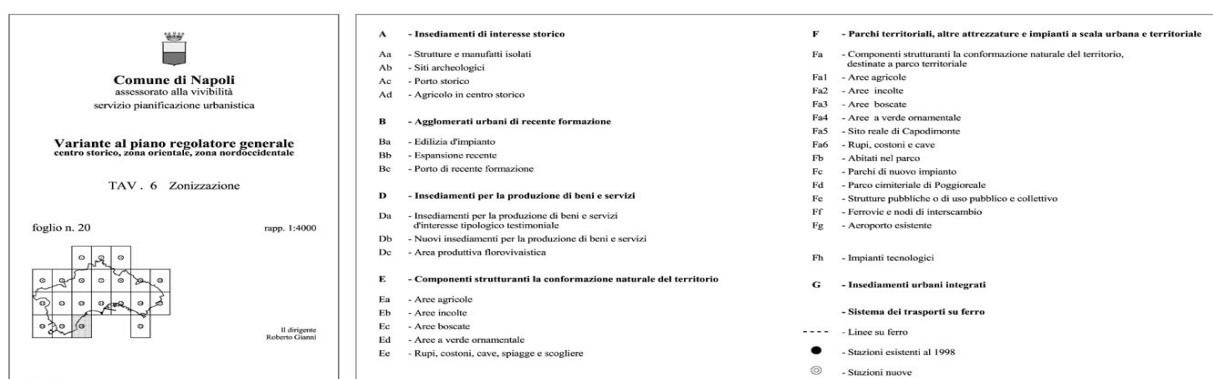 Comune di Napoli
assessorato alla vivibilità
servizio pianificazione urbanistica
Variante al piano regolatore generale
centro storico, zona orientale, zona nordoccidentale
TAV . 6 Zonizzazione
foglio n. 20 rapp. 1:4000
Il dirigente
Roberto Gianni
A - Insediamenti di interesse storico
Aa - Strutture e manufatti isolati
Ab - Siti archeologici
Ac - Porto storico
Ad - Agricolo in centro storico
B - Agglomerati urbani di recente formazione
Ba - Edilizia d'impianto
Bb - Espansione recente
Bc - Porto di recente formazione
D - Insediamenti per la produzione di beni e servizi
Da - Insediamenti per la produzione di beni e servizi
d'interesse tipologico testimoniale
Db - Nuovi insediamenti per la produzione di beni e servizi
Dc - Area produttiva florovivaistica
E - Componenti strutturanti la conformazione naturale del territorio
Ea - Aree agricole
Eb - Aree incolte
Ec - Aree boscate
Ed - Aree a verde ornamentale
Ee - Rupi, costoni, cave, spiagge e scogliere
F - Parchi territoriali, altre attrezzature e impianti a scala urbana e territoriale
Fa - Componenti strutturanti la conformazione naturale del territorio,
destinate a parco territoriale
Fa1 - Aree agricole
Fa2 - Aree incolte
Fa3 - Aree boscate
Fa4 - Aree a verde ornamentale
Fa5 - Sito reale di Capodimonte
Fa6 - Rupi, costoni e cave
Fb - Abitati nel parco
Fc - Parchi di nuovo impianto
Fd - Parco cimiteriale di Poggioreale
Fe - Strutture pubbliche o di uso pubblico e collettivo
Ff - Ferrovie e nodi di interscambio
Fg - Aeroporto esistente
Fh - Impianti tecnologici
G - Insediamenti urbani integrati
- Sistema dei trasporti su ferro
- Linee su ferro
- Stazioni esistenti al 1998
- Stazioni nuove